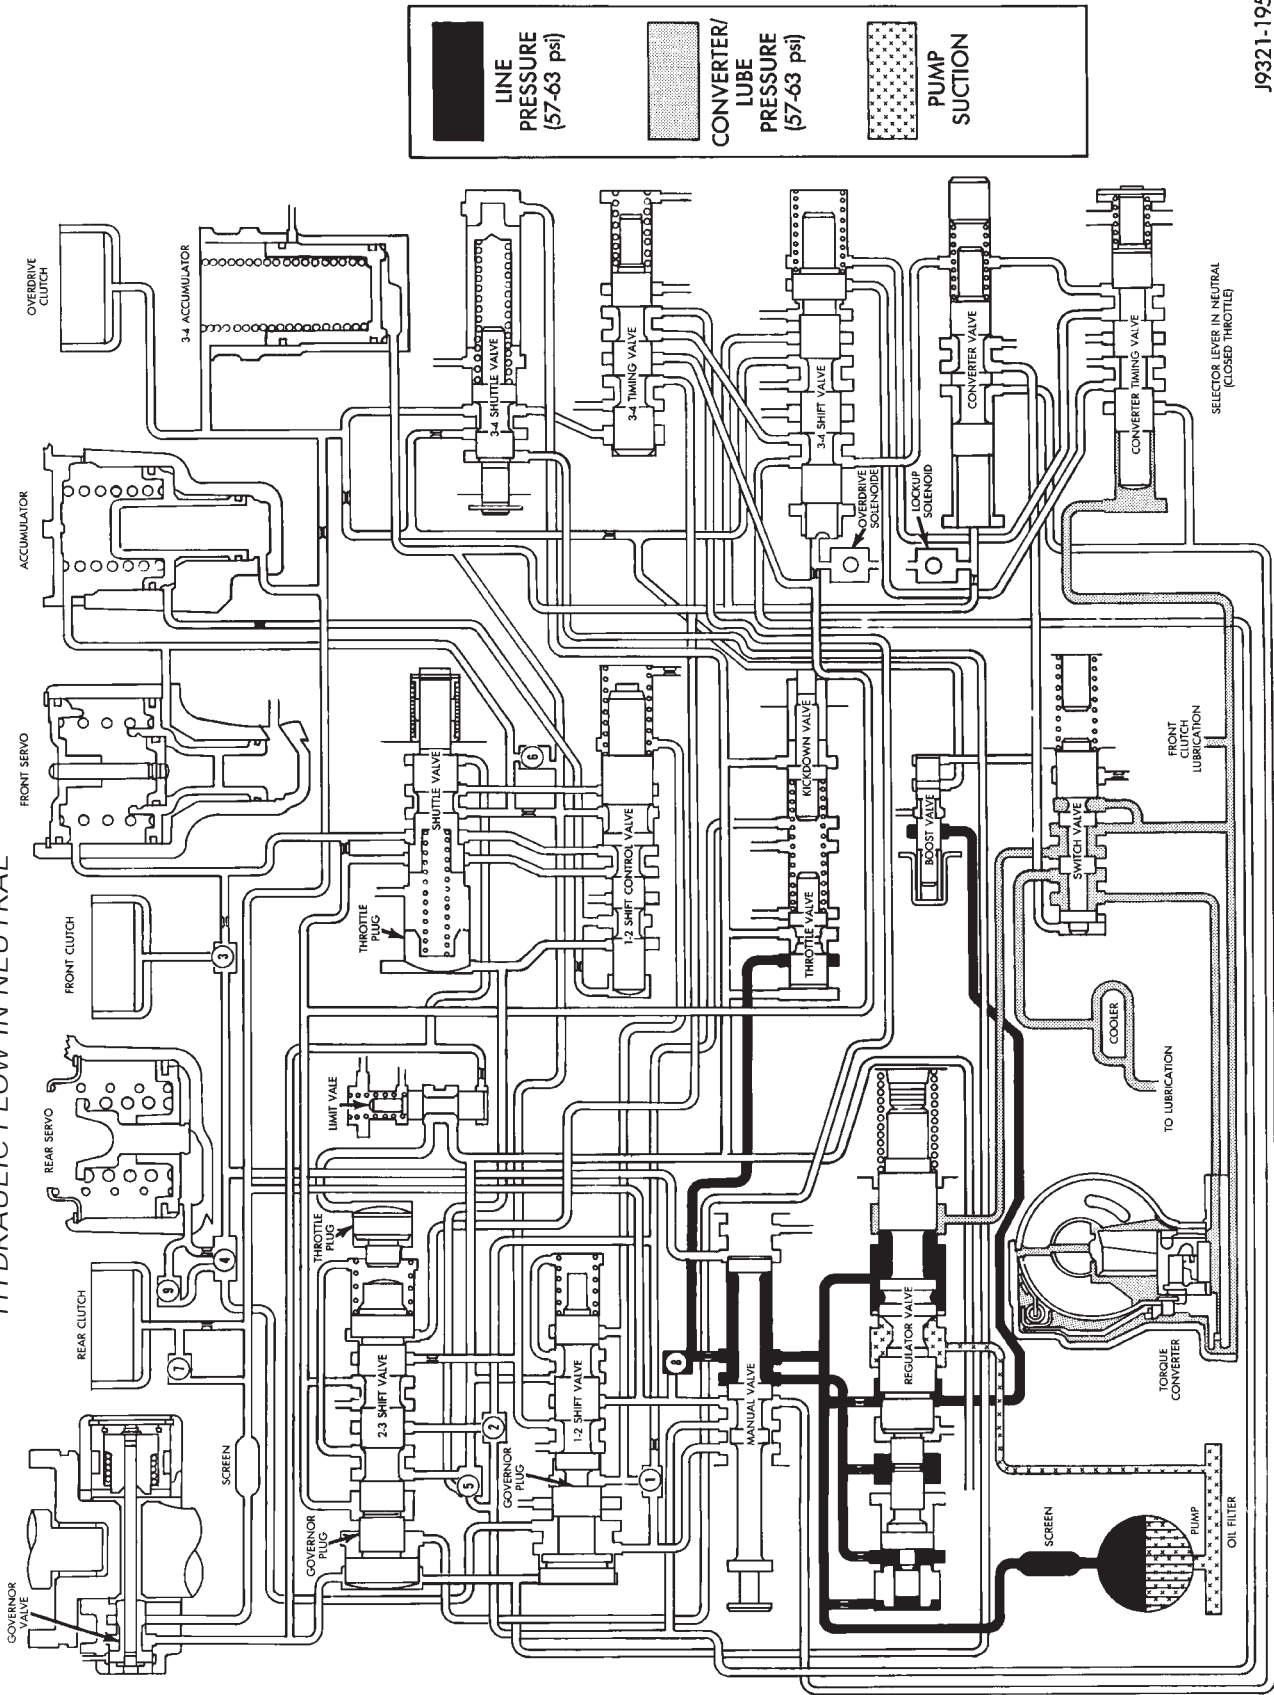 HYDRAULIC FLOW IN NEUTRAL
LINE
PRESSURE
(57-63 psi)
CONVERTER/
LUBE
PRESSURE
(57-63 psi)
PUMP
SUCTION
OVERDRIVE
CLUTCH
3-4 ACCUMULATOR
ACCUMULATOR
FRONT SERVO
FRONT CLUTCH
REAR SERVO
REAR CLUTCH
GOVERNOR
VALVE
SCREEN
3-4 SHUTTLE VALVE
3-4 TIMING VALVE
3-4 SHIFT VALVE
CONVERTER VALVE
CONVERTER TIMING VALVE
OVERDRIVE
SOLENOIDE
LOCKUP
SOLENOID
SHUTTLE VALVE
THROTTLE
PLUG
1-2 SHIFT CONTROL VALVE
KICKDOWN VALVE
THROTTLE VALVE
BOOST VALVE
SWITCH VALVE
FRONT
CLUTCH
LUBRICATION
LIMIT VALE
THROTTLE
PLUG
2-3 SHIFT VALVE
GOVERNOR
PLUG
1-2 SHIFT VALVE
GOVERNOR
PLUG
MANUAL VALVE
REGULATOR VALVE
COOLER
TO LUBRICATION
TORQUE
CONVERTER
SCREEN
PUMP
OIL FILTER
1
2
3
4
5
6
7
8
9
SELECTOR LEVER IN NEUTRAL
(CLOSED THROTTLE)
J9321-195